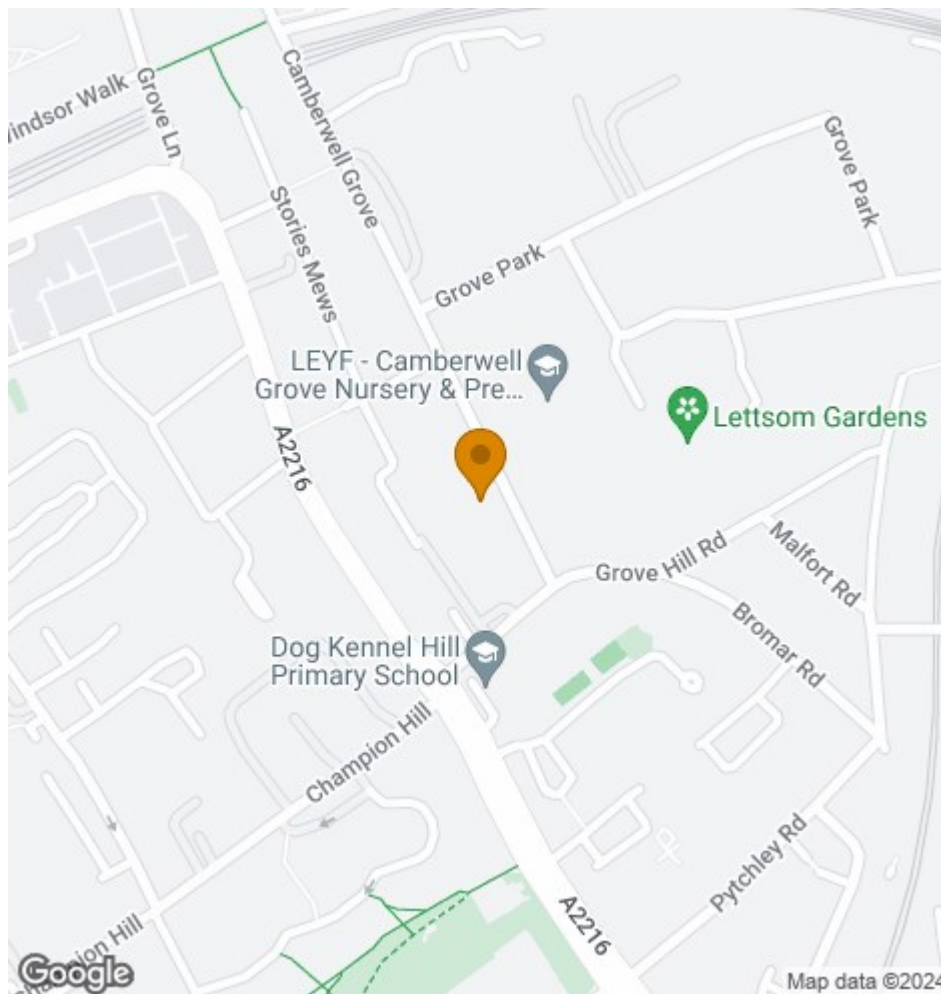 Windsor Walk
Grove Ln
Camberwell Grove
Grove Park
Stories Mews
Grove Park
LEYF - Camberwell
Grove Nursery & Pre...
Lettsom Gardens
A2216
Grove Hill Rd
Malfort Rd
Bromar Rd
Dog Kennel Hill
Primary School
Champion Hill
Pytchley Rd
A2216
Champion Hill
Google
Map data ©2024